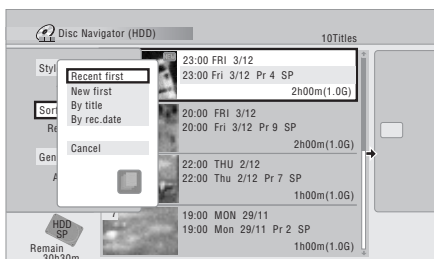 Disc Navigator (HDD)
10Titles
Styl
Recent first
New first
By title
By rec.date
Cancel
Sor
Re
Gen
A
23:00 FRI 3/12
23:00 Fri 3/12 Pr 4 SP
2h00m(1.0G)
20:00 FRI 3/12
20:00 Fri 3/12 Pr 9 SP
2h00m(1.0G)
22:00 THU 2/12
22:00 Thu 2/12 Pr 7 SP
1h00m(1.0G)
19:00 MON 29/11
19:00 Mon 29/11 Pr 2 SP
1h00m(1.0G)
HDD
SP
Remain
30h30m